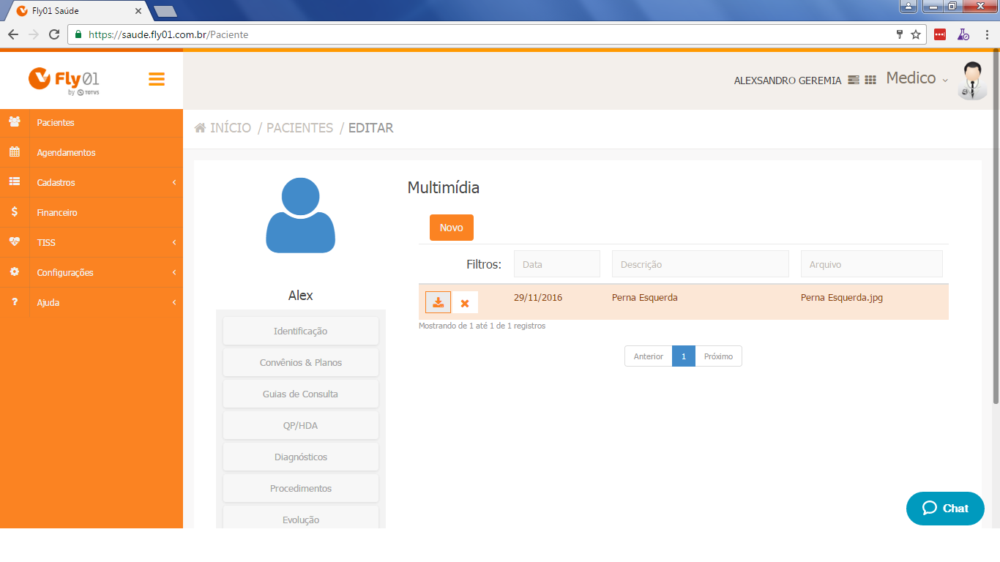 Fly01 Saúde
https://saude.fly01.com.br/Paciente
Fly01
by TOTVS
ALEXSANDRO GEREMIA
Medico
Pacientes
Agendamentos
Cadastros
Financeiro
TISS
Configurações
Ajuda
INÍCIO / PACIENTES / EDITAR
Alex
Identificação
Convênios & Planos
Guias de Consulta
QP/HDA
Diagnósticos
Procedimentos
Evolução
Multimídia
Novo
Filtros: Data Descrição Arquivo
29/11/2016 Perna Esquerda Perna Esquerda.jpg
Mostrando de 1 até 1 de 1 registros
Anterior 1 Próximo
Chat